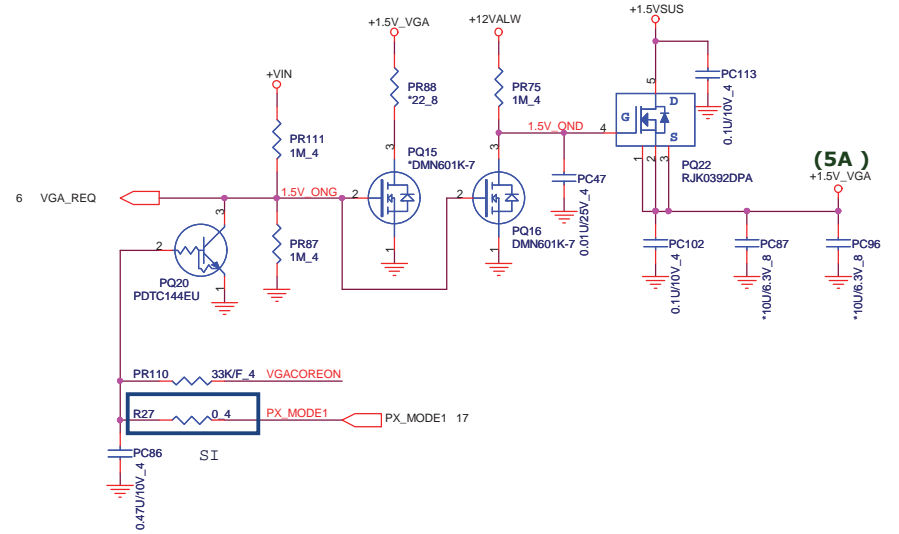 +1.5VSUS
+1.5V_VGA
+12VALW
+VIN
5
PC113
0.1U/10V_4
PR88
*22_8
PR75
1M_4
D
G
S
1.5V_OND
4
PR111
1M_4
PQ15
*DMN601K-7
3
3
1
2
3
PQ22
RJK0392DPA
(5A )
+1.5V_VGA
PC47
0.01U/25V_4
6 VGA_REQ
1.5V_ONG
2
2
3
1
1
PQ16
DMN601K-7
2
PR87
1M_4
PC102
0.1U/10V_4
PC87
*10U/6.3V_8
PC96
*10U/6.3V_8
PQ20
PDTC144EU
1
PR110
33K/F_4
VGACOREON
R27
0_4
PX_MODE1
PX_MODE1 17
PC86
0.47U/10V_4
SI